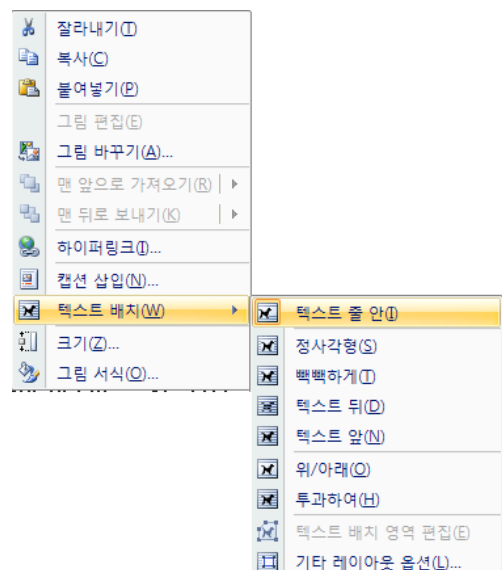 잘라내기(T)
복사(C)
붙여넣기(P)
그림 편집(E)
그림 바꾸기(A)...
맨 앞으로 가져오기(R)
맨 뒤로 보내기(K)
하이퍼링크(I)...
캡션 삽입(N)...
텍스트 배치(W)
크기(Z)...
그림 서식(O)...
텍스트 줄 안(I)
정사각형(S)
빽빽하게(T)
텍스트 뒤(D)
텍스트 앞(N)
위/아래(O)
투과하여(H)
텍스트 배치 영역 편집(E)
기타 레이아웃 옵션(L)...